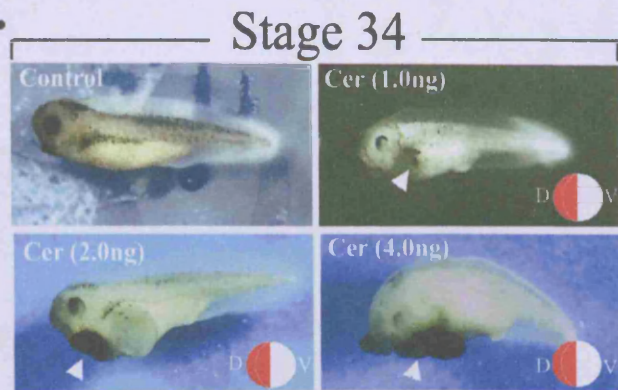 Stage 34
Control
Cer (1.0ng)
D V
Cer (2.0ng)
Cer (4.0ng)
D V
D V